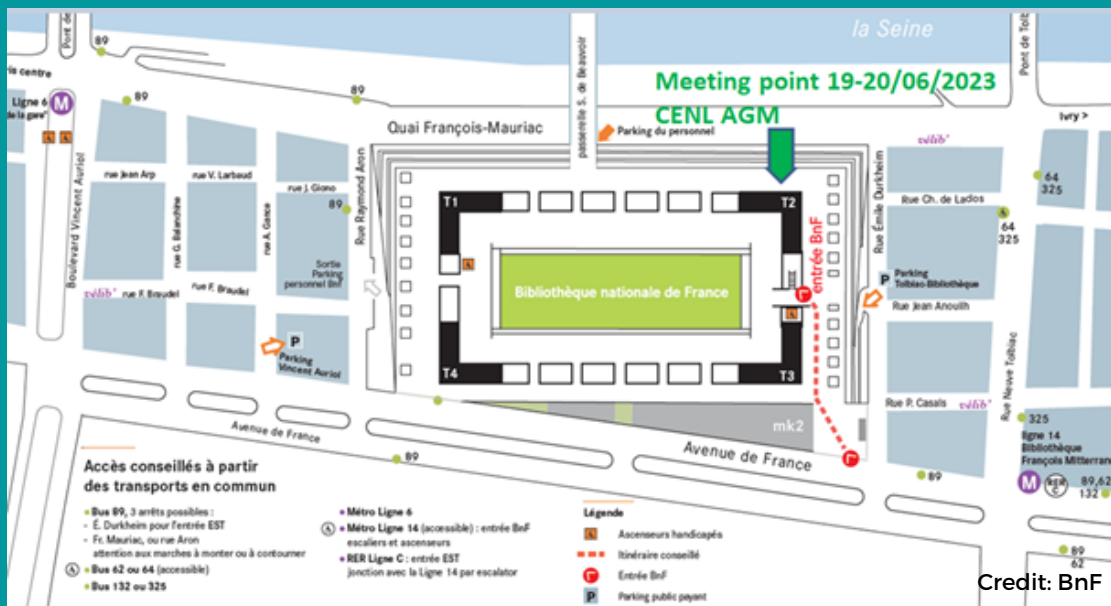 la Seine
Pont de
89
Pont de Tolb
is centre
Ligne 6
M
de la gare"
89
89
Meeting point 19-20/06/2023
CENL AGM
passerelle S. de Beauvoir
Quai François-Mauriac
Parking du personnel
Ivry >
vélib'
rue Jean Arp
rue V. Larbaud
rue J. Giono
89
Boulevard Vincent Auriol
rue G. Balanchine
rue A. Gance
Rue Raymond Aron
T1
T2
Rue Émile Durkheim
64
325
Rue Ch. de Lados
64
325
Sortie
Parking
personnel BnF
Bibliothèque nationale de France
entrée BnF
P
Parking
Tolbiac-Bibliothèque
Rue Jean Anouilh
vélib'
rue F. Braudel
rue F. Braudel
P
Parking
Vincent Auriol
T4
T3
Rue Neuve Tolbiac
Rue P. Casals
vélib'
mk2
Avenue de France
Avenue de France
89
89
325
ligne 14
Bibliothèque
François Mitterrand
M
RER
C
89,62
132
89
62
Accès conseillés à partir
des transports en commun
• Bus 89, 3 arrêts possibles :
- É. Durkheim pour l'entrée EST
- Fr. Mauriac, ou rue Aron
attention aux marches à monter ou à contourner
• Bus 62 ou 64 (accessible)
• Bus 132 ou 325
• Métro Ligne 6
• Métro Ligne 14 (accessible) : entrée BnF
escaliers et ascenseurs
• RER Ligne C : entrée EST
jonction avec la Ligne 14 par escalator
Légende
Ascenseurs handicapés
Itinéraire conseillé
Entrée BnF
P Parking public payant
Credit: BnF